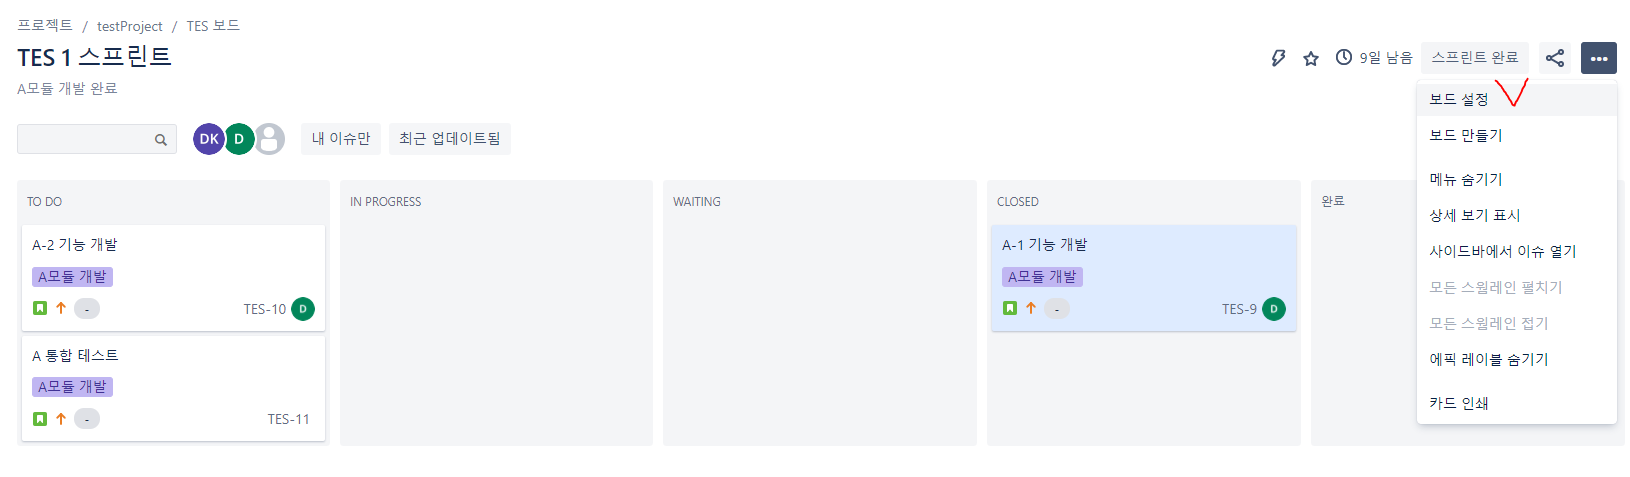 프로젝트 / testProject / TES 보드
TES 1 스프린트
9일 남음 스프린트 완료
A모듈 개발 완료
DK D 내 이슈만 최근 업데이트됨
보드 설정
보드 만들기
메뉴 숨기기
상세 보기 표시
사이드바에서 이슈 열기
모든 스윔레인 펼치기
모든 스윔레인 접기
에픽 레이블 숨기기
카드 인쇄
TO DO
A-2 기능 개발
A모듈 개발
- TES-10 D
A 통합 테스트
A모듈 개발
- TES-11
IN PROGRESS
WAITING
CLOSED
A-1 기능 개발
A모듈 개발
- TES-9 D
완료